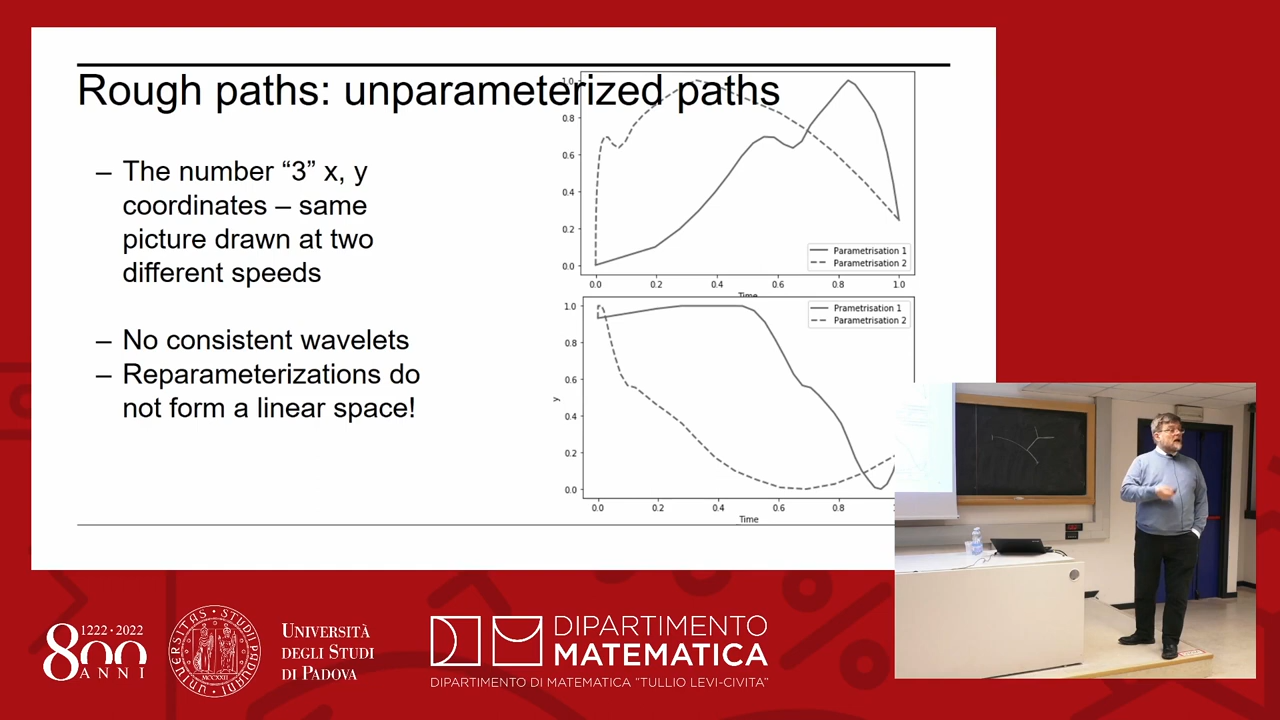 Rough paths: unparameterized paths
– The number “3” x, y
coordinates – same
picture drawn at two
different speeds
– No consistent wavelets
– Reparameterizations do
not form a linear space!
1.0
0.8
0.6
0.4
0.2
0.0
Parametrisation 1
Parametrisation 2
0.0 0.2 0.4 0.6 0.8 1.0
Time
1.0
0.8
0.6
0.4
0.2
0.0
y
Prametrisation 1
Parametrisation 2
0.0 0.2 0.4 0.6 0.8
Time
1222·2022
800
ANNI
UNIVERSITÀ
DEGLI STUDI
DI PADOVA
DIPARTIMENTO
MATEMATICA
DIPARTIMENTO DI MATEMATICA “TULLIO LEVI-CIVITA”